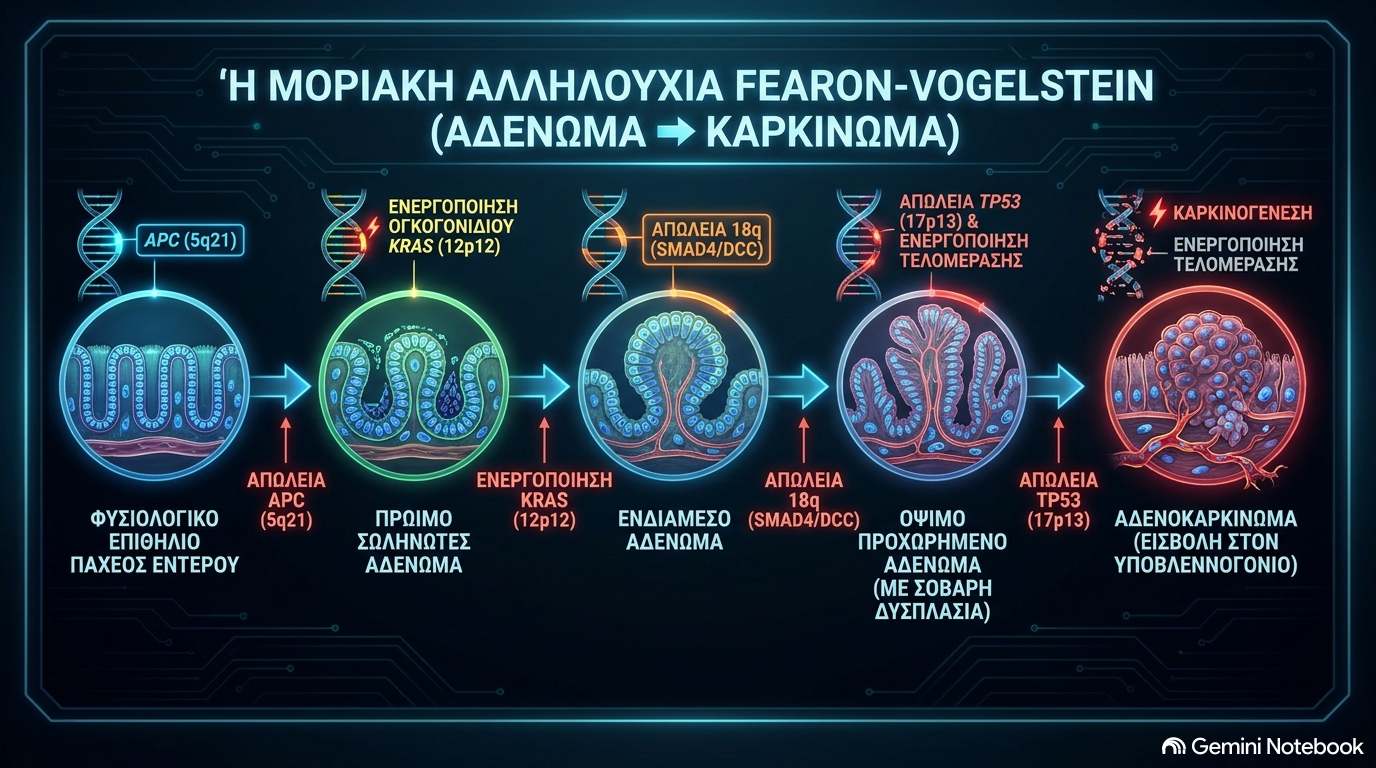 Ἡ ΜΟΡΙΑΚΗ ΑΛΛΗΛΟΥΧΙΑ FEARON-VOGELSTEIN
(ΑΔΕΝΩΜΑ ➡ ΚΑΡΚΙΝΩΜΑ)
APC (5q21)
ΕΝΕΡΓΟΠΟΙΗΣΗ
ΟΓΚΟΓΟΝΙΔΙΟΥ
KRAS (12p12)
ΑΠΩΛΕΙΑ 18q
(SMAD4/DCC)
ΑΠΩΛΕΙΑ TP53
(17p13) &
ΕΝΕΡΓΟΠΟΙΗΣΗ
ΤΕΛΟΜΕΡΑΣΗΣ
ΚΑΡΚΙΝΟΓΕΝΕΣΗ
ΕΝΕΡΓΟΠΟΙΗΣΗ
ΤΕΛΟΜΕΡΑΣΗΣ
ΑΠΩΛΕΙΑ
APC
(5q21)
ΕΝΕΡΓΟΠΟΙΗΣΗ
KRAS
(12p12)
ΑΠΩΛΕΙΑ
18q
(SMAD4/DCC)
ΑΠΩΛΕΙΑ
TP53
(17p13)
ΦΥΣΙΟΛΟΓΙΚΟ
ΕΠΙΘΗΛΙΟ
ΠΑΧΕΟΣ ΕΝΤΕΡΟΥ
ΠΡΩΙΜΟ
ΣΩΛΗΝΩΤΕΣ
ΑΔΕΝΩΜΑ
ΕΝΔΙΑΜΕΣΟ
ΑΔΕΝΩΜΑ
ΟΨΙΜΟ
ΠΡΟΧΩΡΗΜΕΝΟ
ΑΔΕΝΩΜΑ
(ΜΕ ΣΟΒΑΡΗ
ΔΥΣΠΛΑΣΙΑ)
ΑΔΕΝΟΚΑΡΚΙΝΩΜΑ
(ΕΙΣΒΟΛΗ ΣΤΟΝ
ΥΠΟΒΛΕΝΝΟΓΟΝΙΟ)
Gemini Notebook